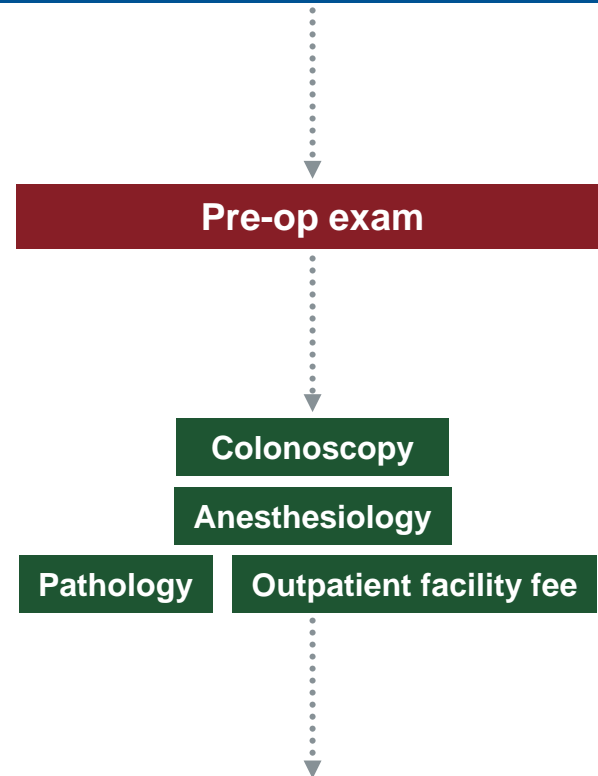 Pre-op exam
Colonoscopy
Anesthesiology
Pathology
Outpatient facility fee